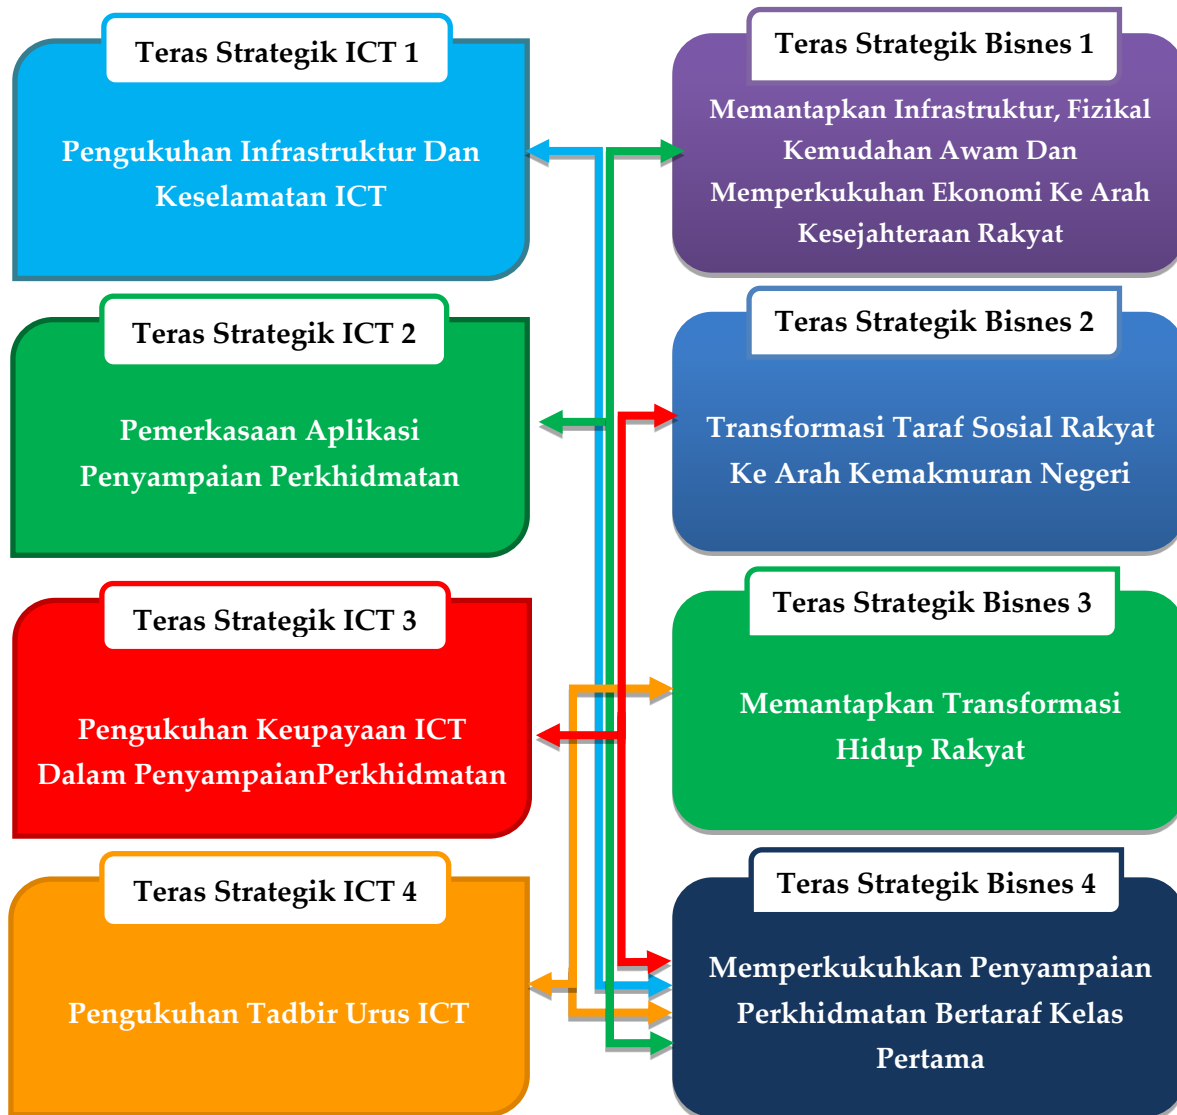 Teras Strategik ICT 1
Pengukuhan Infrastruktur Dan
Keselamatan ICT
Teras Strategik Bisnes 1
Memantapkan Infrastruktur, Fizikal
Kemudahan Awam Dan
Memperkukuhan Ekonomi Ke Arah
Kesejahteraan Rakyat
Teras Strategik ICT 2
Pemerkasaan Aplikasi
Penyampaian Perkhidmatan
Teras Strategik Bisnes 2
Transformasi Taraf Sosial Rakyat
Ke Arah Kemakmuran Negeri
Teras Strategik ICT 3
Pengukuhan Keupayaan ICT
Dalam PenyampaianPerkhidmatan
Teras Strategik Bisnes 3
Memantapkan Transformasi
Hidup Rakyat
Teras Strategik ICT 4
Pengukuhan Tadbir Urus ICT
Teras Strategik Bisnes 4
Memperkukuhkan Penyampaian
Perkhidmatan Bertaraf Kelas
Pertama